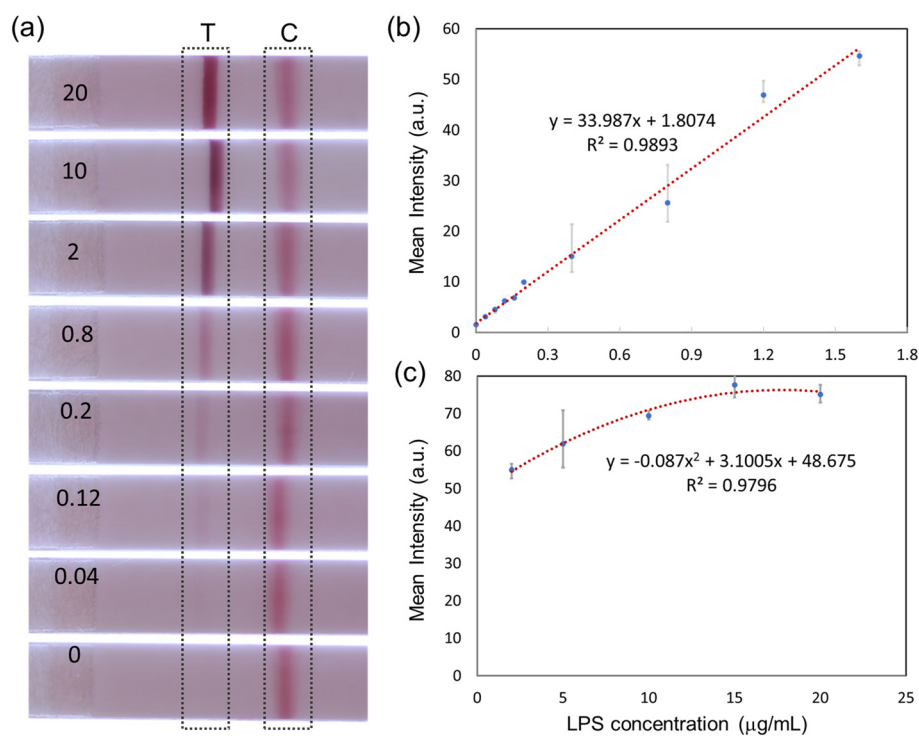 (a)
T C
20
10
2
0.8
0.2
0.12
0.04
0
(b)
Mean Intensity (a.u.)
60
50
40
30
20
10
0
y = 33.987x + 1.8074
R² = 0.9893
0 0.3 0.6 0.9 1.2 1.5 1.8
(c)
Mean Intensity (a.u.)
80
70
60
50
40
30
20
10
0
y = -0.087x² + 3.1005x + 48.675
R² = 0.9796
0 5 10 15 20 25
LPS concentration (μg/mL)